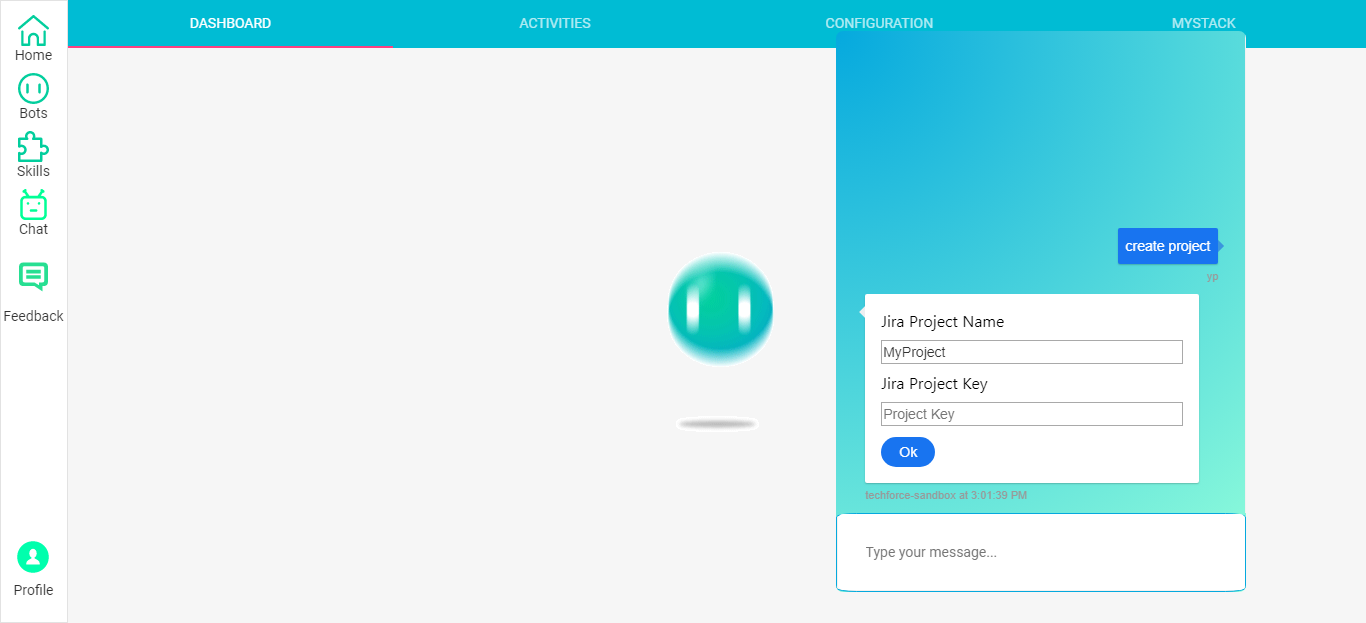 DASHBOARD
ACTIVITIES
CONFIGURATION
MYSTACK
Home
Bots
Skills
Chat
Feedback
Profile
create project
yp
Jira Project Name
MyProject
Jira Project Key
Project Key
Ok
techforce-sandbox at 3:01:39 PM
Type your message...